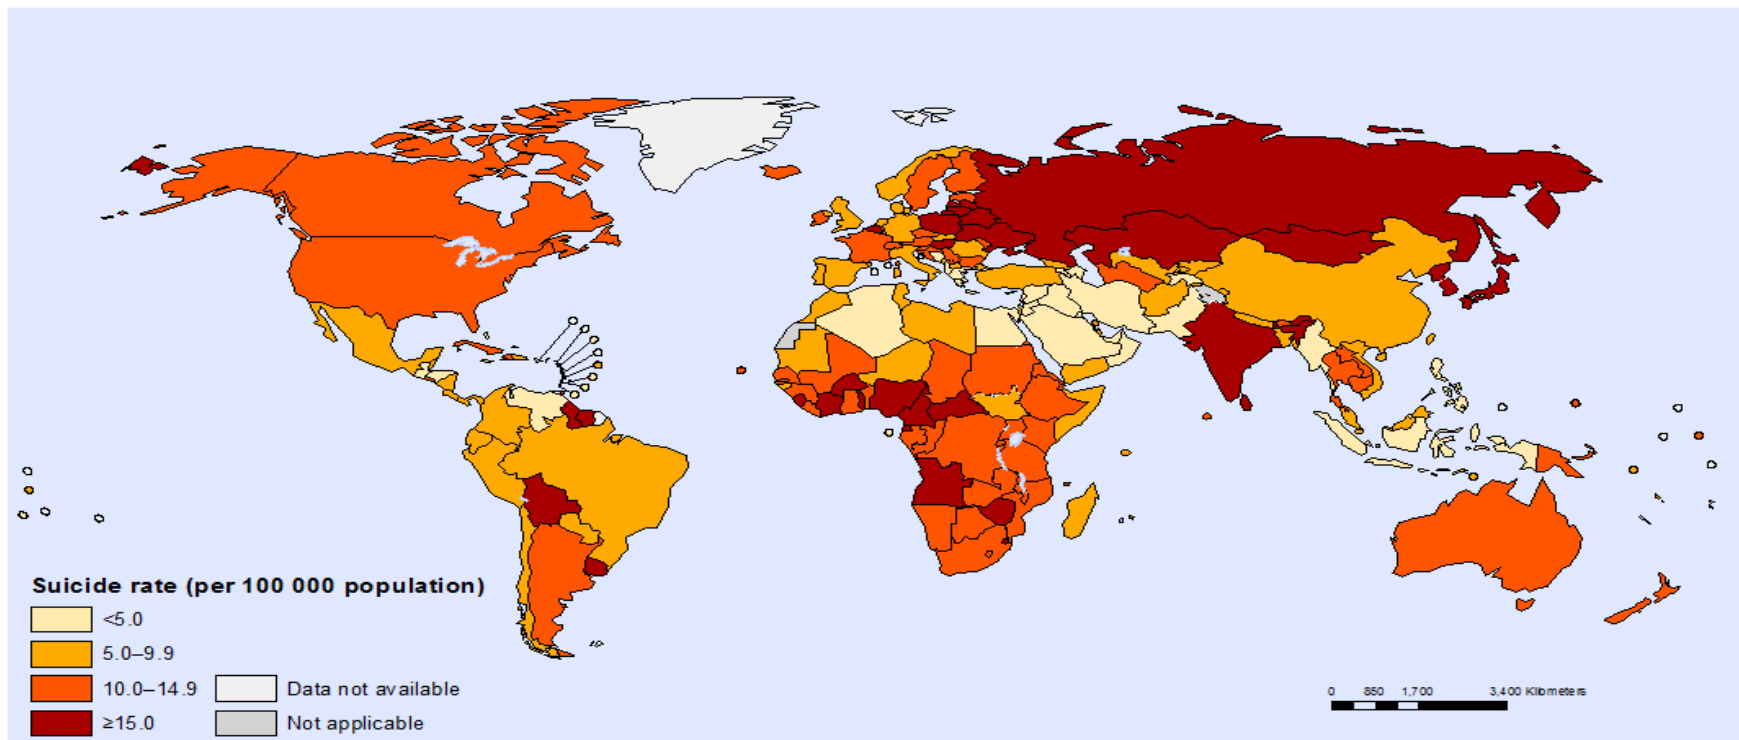 Suicide rate (per 100 000 population)
<5.0
5.0–9.9
10.0–14.9
≥15.0
Data not available
Not applicable
0 850 1,700 3,400 Kilometers